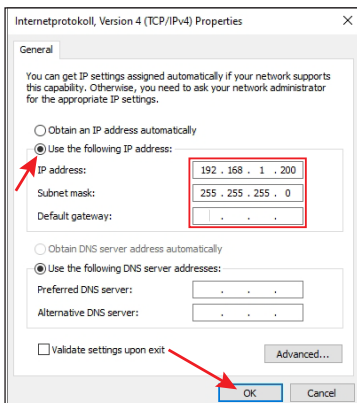 Internetprotokoll, Version 4 (TCP/IPv4) Properties
General
You can get IP settings assigned automatically if your network supports
this capability. Otherwise, you need to ask your network administrator
for the appropriate IP settings.
Obtain an IP address automatically
Use the following IP address:
IP address: 192 . 168 . 1 . 200
Subnet mask: 255 . 255 . 255 . 0
Default gateway: . . .
Obtain DNS server address automatically
Use the following DNS server addresses:
Preferred DNS server: . . .
Alternative DNS server: . . .
Validate settings upon exit
Advanced...
OK Cancel